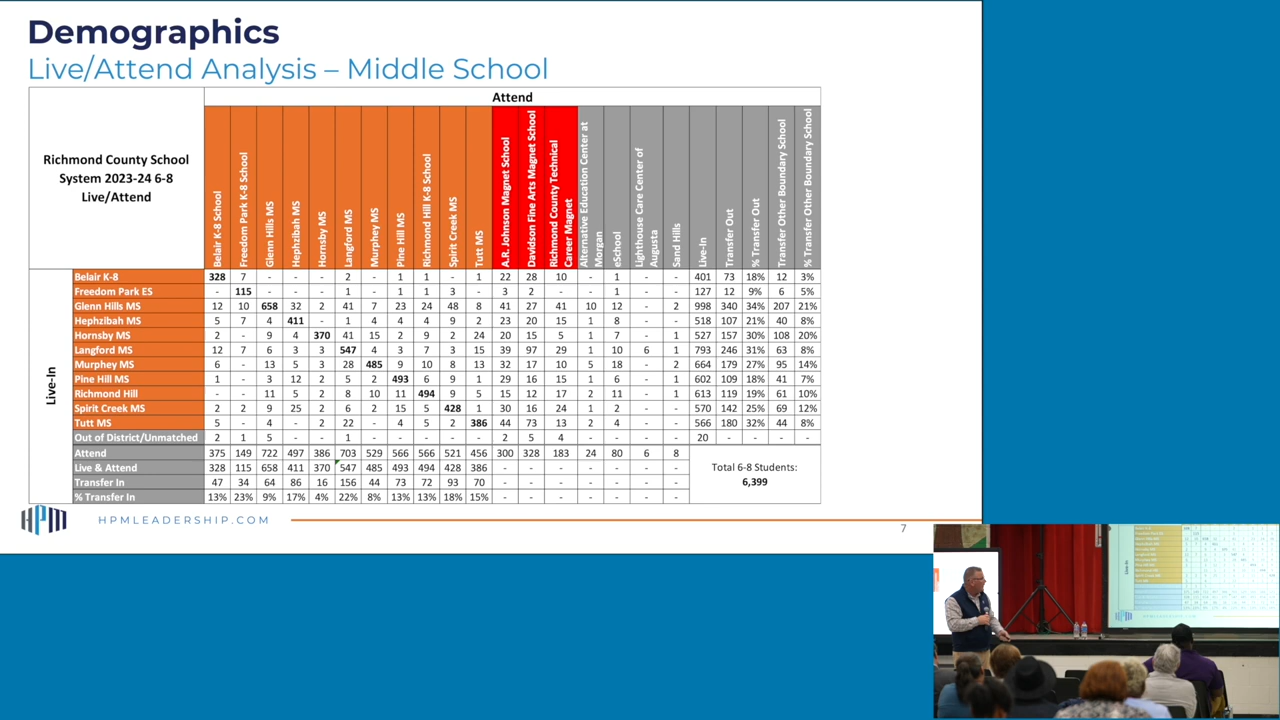 Demographics
Live/Attend Analysis – Middle School
Attend
Richmond County School
System 2023-24 6-8
Live/Attend
Belair K-8 School
Freedom Park K-8 School
Glenn Hills MS
Hephzibah MS
Hornsby MS
Langford MS
Murphey MS
Pine Hill MS
Richmond Hill K-8 School
Spirit Creek MS
Tutt MS
A.R. Johnson Magnet School
Davidson Fine Arts Magnet School
Richmond County Technical
Career Magnet
Alternative Education Center at
Morgan
eSchool
Lighthouse Care Center of
Augusta
Sand Hills
Live-In
Transfer Out
% Transfer Out
Transfer Other Boundary School
% Transfer Other Boundary School
Live-In
Belair K-8 328 7 - - - 2 - 1 1 - 1 22 28 10 - 1 - - 401 73 18% 12 3%
Freedom Park ES - 115 - - - 1 - 1 1 3 - 3 2 - - 1 - - 127 12 9% 6 5%
Glenn Hills MS 12 10 658 32 2 41 7 23 24 48 8 41 27 41 10 12 - 2 998 340 34% 207 21%
Hephzibah MS 5 7 4 411 - 1 4 4 4 9 2 23 20 15 1 8 - - 518 107 21% 40 8%
Hornsby MS 2 - 9 4 370 41 15 2 9 2 24 20 15 5 1 7 - 1 527 157 30% 108 20%
Langford MS 12 7 6 3 3 547 4 3 7 3 15 39 97 29 1 10 6 1 793 246 31% 63 8%
Murphey MS 6 - 13 5 3 28 485 9 10 8 13 32 17 10 5 18 - 2 664 179 27% 95 14%
Pine Hill MS 1 - 3 12 2 5 2 493 6 9 1 29 16 15 1 6 - 1 602 109 18% 41 7%
Richmond Hill - - 11 5 2 8 10 11 494 9 5 15 12 17 2 11 - 1 613 119 19% 61 10%
Spirit Creek MS 2 2 9 25 2 6 2 15 5 428 1 30 16 24 1 2 - - 570 142 25% 69 12%
Tutt MS 5 - 4 - 2 22 - 4 5 2 386 44 73 13 2 4 - - 566 180 32% 44 8%
Out of District/Unmatched 2 1 5 - - 1 - - - - - 2 5 4 - - - - 20 - - - -
Attend 375 149 722 497 386 703 529 566 566 521 456 300 328 183 24 80 6 8
Live & Attend 328 115 658 411 370 547 485 493 494 428 386 - - - - - - -
Transfer In 47 34 64 86 16 156 44 73 72 93 70 - - - - - - -
% Transfer In 13% 23% 9% 17% 4% 22% 8% 13% 13% 18% 15% - - - - - - -
Total 6-8 Students:
6,399
HPM
HPMLEADERSHIP.COM
7